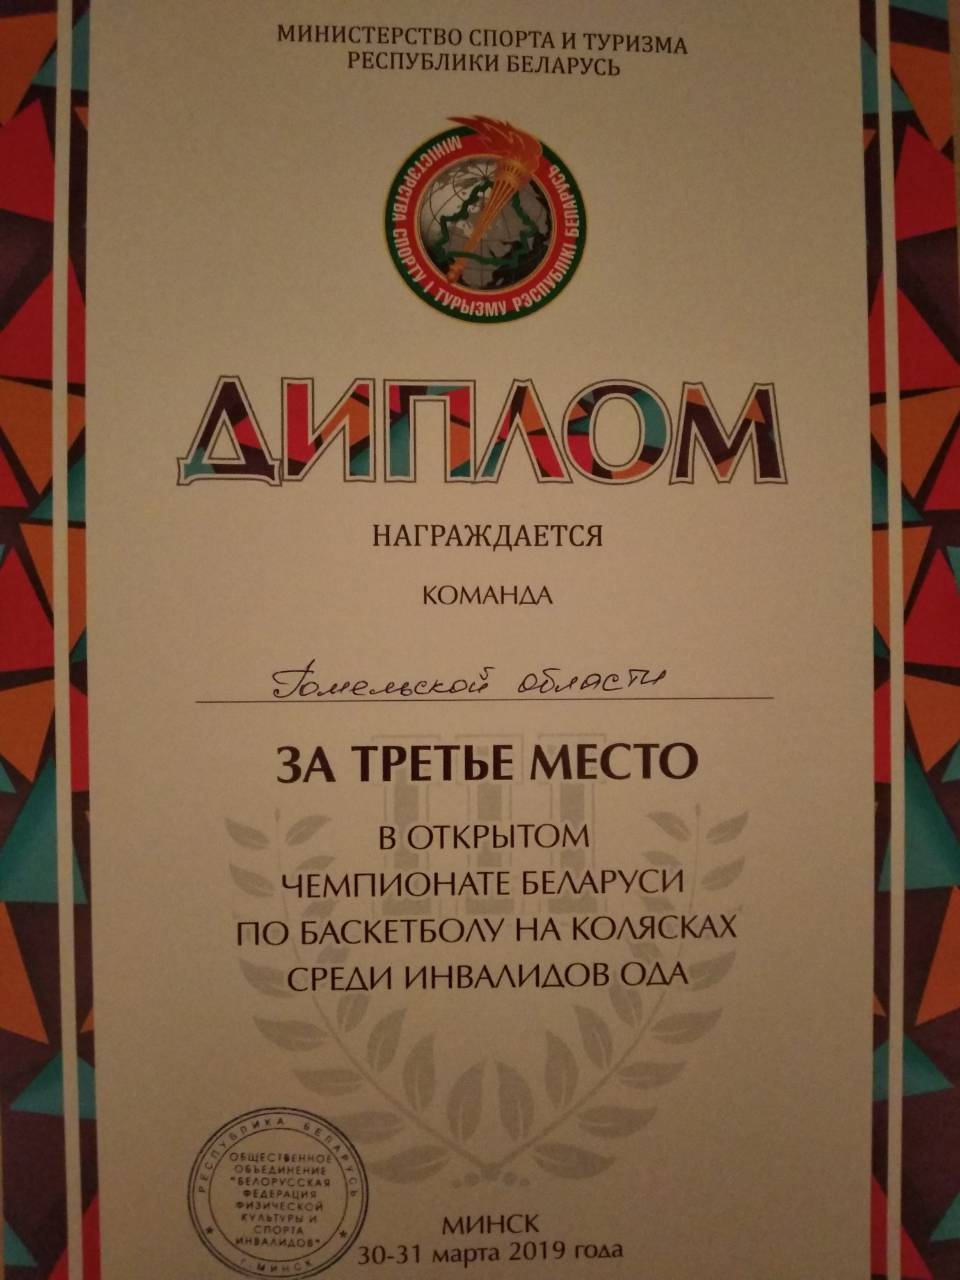 МИНИСТЕРСТВО СПОРТА И ТУРИЗМА
РЕСПУБЛИКИ БЕЛАРУСЬ
МІНІСТЭРСТВА СПОРТУ І ТУРЫЗМУ РЭСПУБЛІКІ БЕЛАРУСЬ
ДИПЛОМ
НАГРАЖДАЕТСЯ
КОМАНДА
Гомельской области
III
ЗА ТРЕТЬЕ МЕСТО
В ОТКРЫТОМ
ЧЕМПИОНАТЕ БЕЛАРУСИ
ПО БАСКЕТБОЛУ НА КОЛЯСКАХ
СРЕДИ ИНВАЛИДОВ ОДА
РЕСПУБЛИКА БЕЛАРУСЬ
ОБЩЕСТВЕННОЕ
ОБЪЕДИНЕНИЕ
"БЕЛОРУССКАЯ
ФЕДЕРАЦИЯ
ФИЗИЧЕСКОЙ
КУЛЬТУРЫ И
СПОРТА
ИНВАЛИДОВ"
Г. МИНСК
МИНСК
30-31 марта 2019 года